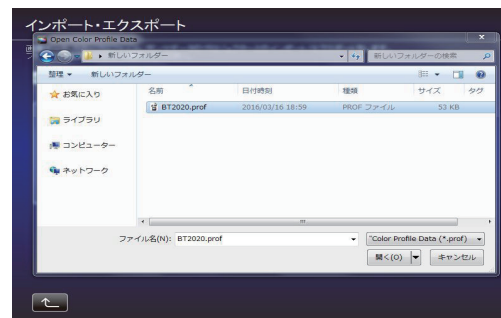 インポート・エクスポート
Open Color Profile Data
新しいフォルダー
新しいフォルダーの検索
整理 新しいフォルダー
名前 日付時刻 種類 サイズ タグ
お気に入り
BT2020.prof 2016/03/16 18:59 PROF ファイル 53 KB
ライブラリ
コンピューター
ネットワーク
ファイル名(N): BT2020.prof "Color Profile Data (*.prof)
開く(O) キャンセル